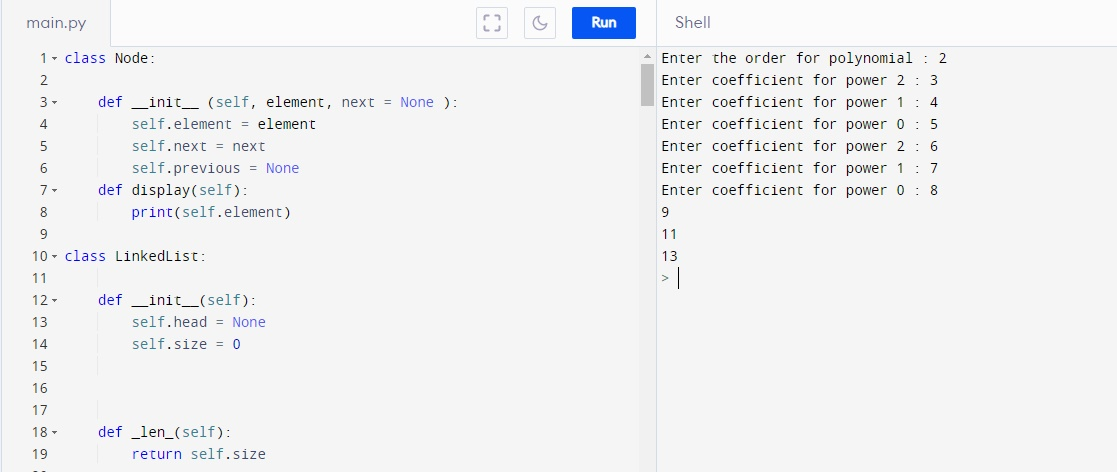 main.py
Run
Shell
1 class Node:
2
3     def __init__ (self, element, next = None ):
4         self.element = element
5         self.next = next
6         self.previous = None
7     def display(self):
8         print(self.element)
9
10 class LinkedList:
11
12     def __init__(self):
13         self.head = None
14         self.size = 0
15
16
17
18     def _len_(self):
19         return self.size
Enter the order for polynomial : 2
Enter coefficient for power 2 : 3
Enter coefficient for power 1 : 4
Enter coefficient for power 0 : 5
Enter coefficient for power 2 : 6
Enter coefficient for power 1 : 7
Enter coefficient for power 0 : 8
9
11
13
>